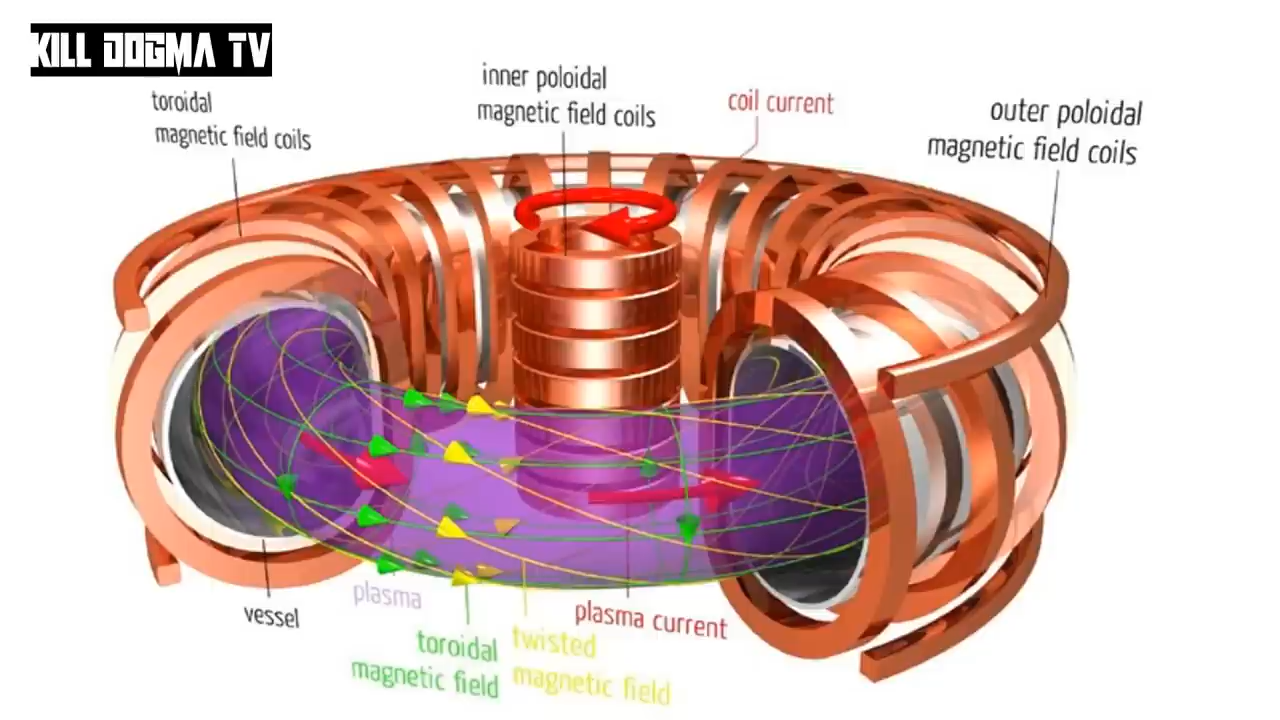 KILL DOGMA TV
toroidal
magnetic field coils
inner poloidal
magnetic field coils
coil current
outer poloidal
magnetic field coils
vessel
plasma
toroidal
magnetic field
twisted
magnetic field
plasma current